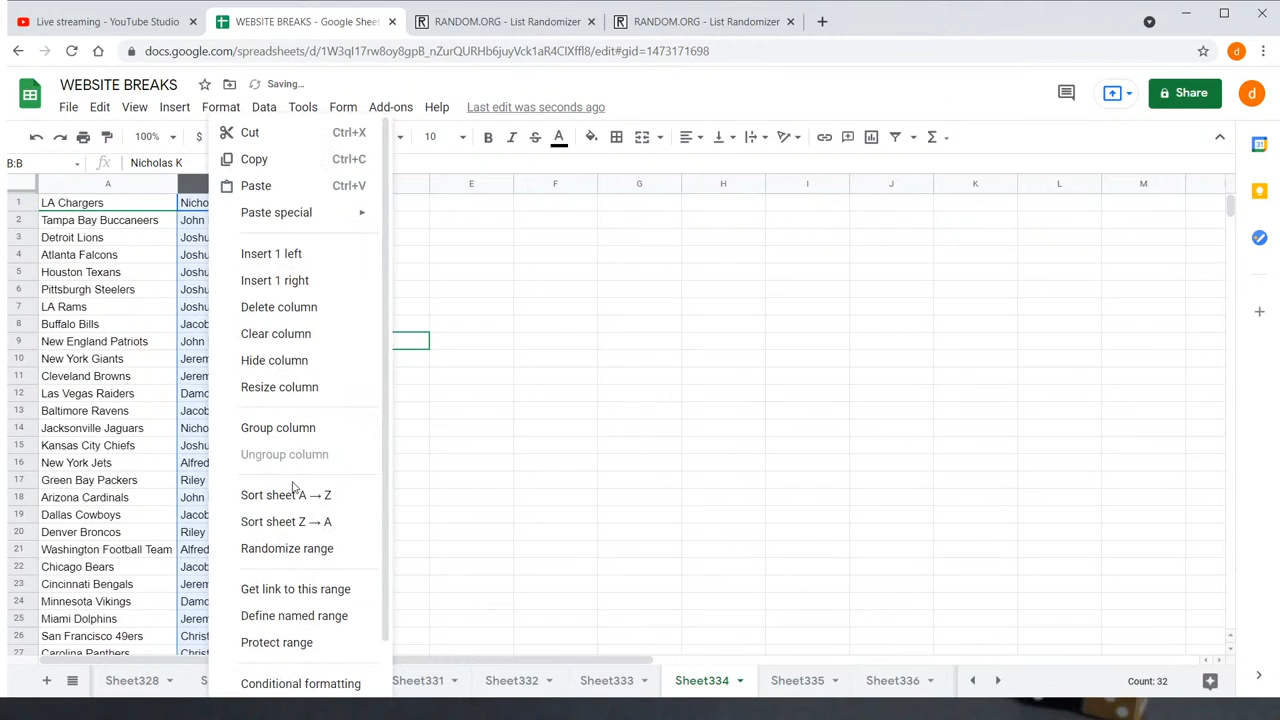 Live streaming - YouTube Studio
WEBSITE BREAKS - Google Sheet
RANDOM.ORG - List Randomizer
RANDOM.ORG - List Randomizer
docs.google.com/spreadsheets/d/1W3qI17rw8oy8gpB_nZurQURHb6juyVck1aR4ClXffl8/edit#gid=1473171698
WEBSITE BREAKS
Saving...
File Edit View Insert Format Data Tools Form Add-ons Help Last edit was seconds ago
Share
d
100% $ 10 B I S A Σ
B:B fx Nicholas K
A E F G H I J K L M
1 LA Chargers Nicho
2 Tampa Bay Buccaneers John
3 Detroit Lions Joshu
4 Atlanta Falcons Joshu
5 Houston Texans Joshu
6 Pittsburgh Steelers Joshu
7 LA Rams Joshu
8 Buffalo Bills Jacob
9 New England Patriots John
10 New York Giants Jerem
11 Cleveland Browns Jerem
12 Las Vegas Raiders Damo
13 Baltimore Ravens Jacob
14 Jacksonville Jaguars Nicho
15 Kansas City Chiefs Joshu
16 New York Jets Alfred
17 Green Bay Packers Riley
18 Arizona Cardinals John
19 Dallas Cowboys Jacob
20 Denver Broncos Riley
21 Washington Football Team Alfred
22 Chicago Bears Jacob
23 Cincinnati Bengals Jerem
24 Minnesota Vikings Damo
25 Miami Dolphins Jerem
26 San Francisco 49ers Christ
27 Carolina Panthers Christ
Cut Ctrl+X
Copy Ctrl+C
Paste Ctrl+V
Paste special
Insert 1 left
Insert 1 right
Delete column
Clear column
Hide column
Resize column
Group column
Ungroup column
Sort sheet A → Z
Sort sheet Z → A
Randomize range
Get link to this range
Define named range
Protect range
Conditional formatting
Sheet328 S Sheet331 Sheet332 Sheet333 Sheet334 Sheet335 Sheet336 Count: 32